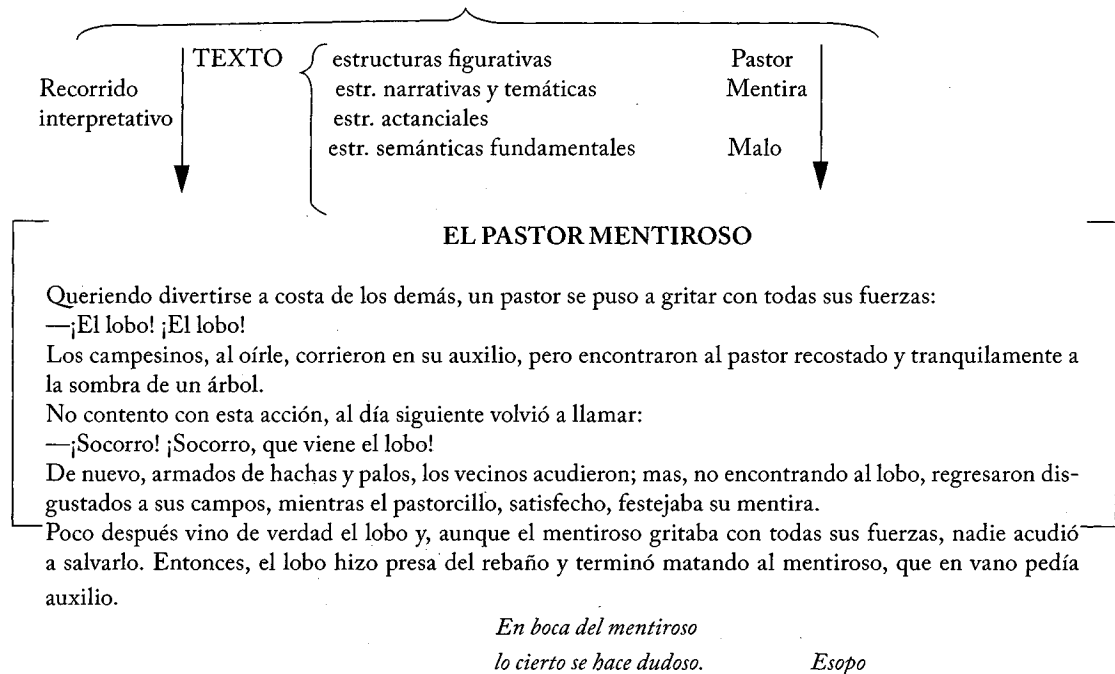 TEXTO estructuras figurativas Pastor
Recorrido estr. narrativas y temáticas Mentira
interpretativo estr. actanciales
estr. semánticas fundamentales Malo
EL PASTOR MENTIROSO
Queriendo divertirse a costa de los demás, un pastor se puso a gritar con todas sus fuerzas:
—¡El lobo! ¡El lobo!
Los campesinos, al oírle, corrieron en su auxilio, pero encontraron al pastor recostado y tranquilamente a
la sombra de un árbol.
No contento con esta acción, al día siguiente volvió a llamar:
—¡Socorro! ¡Socorro, que viene el lobo!
De nuevo, armados de hachas y palos, los vecinos acudieron; mas, no encontrando al lobo, regresaron dis-
gustados a sus campos, mientras el pastorcillo, satisfecho, festejaba su mentira.
Poco después vino de verdad el lobo y, aunque el mentiroso gritaba con todas sus fuerzas, nadie acudió
a salvarlo. Entonces, el lobo hizo presa del rebaño y terminó matando al mentiroso, que en vano pedía
auxilio.
En boca del mentiroso
lo cierto se hace dudoso. Esopo